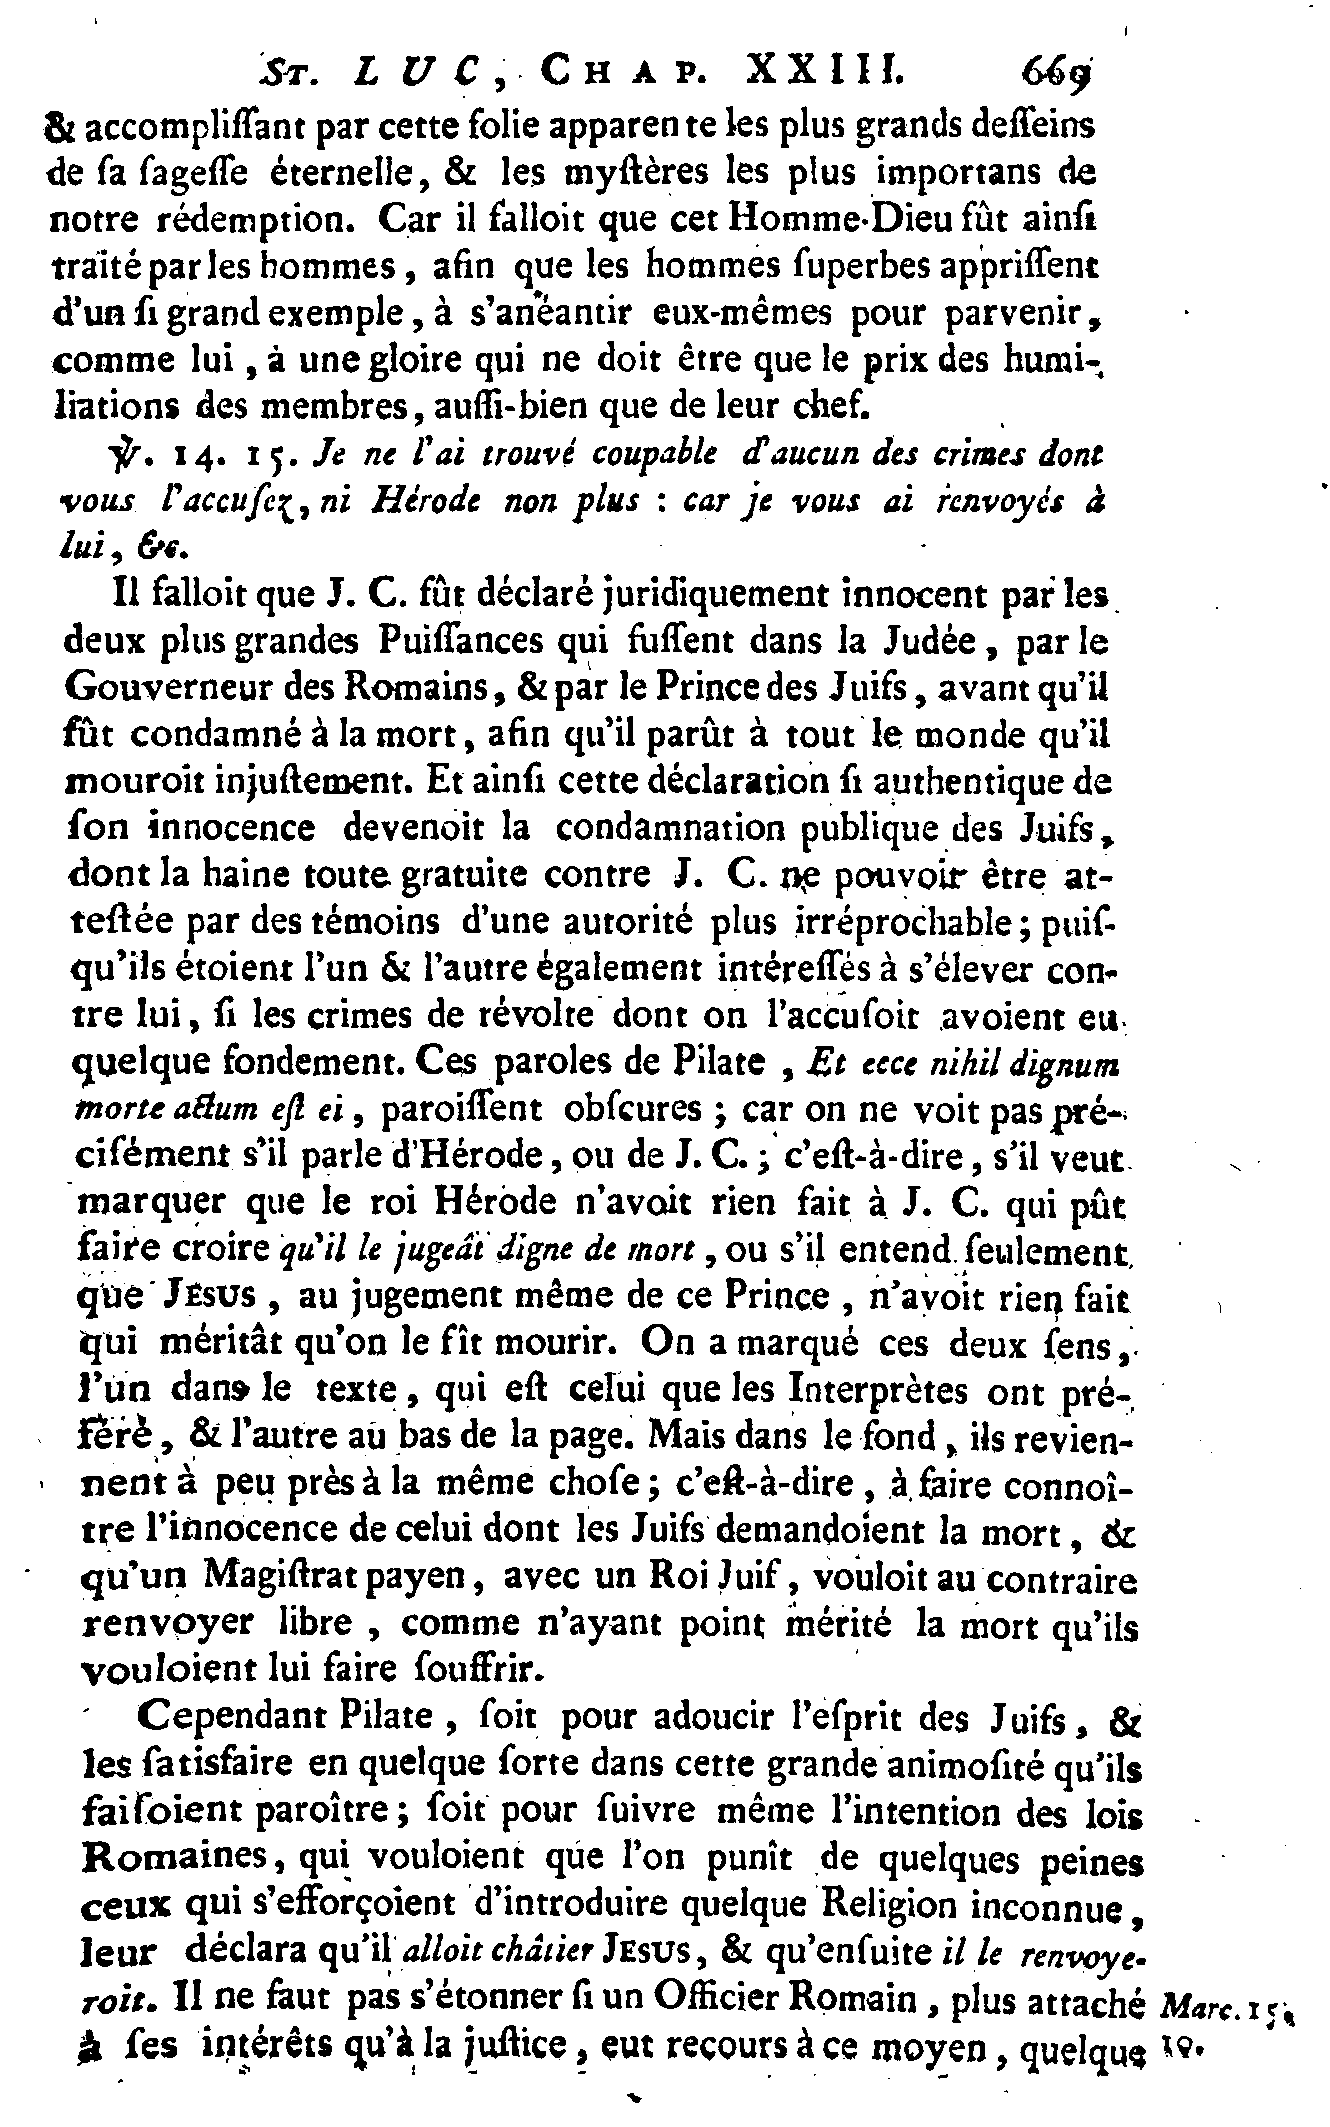 ST. LUC, CHAP. XXIII. 669
& accompliſſant par cette folie apparente les plus grands deſſeins
de ſa ſageſſe éternelle, & les myſtères les plus importans de
notre rédemption. Car il falloit que cet Homme-Dieu fût ainſi
traité par les hommes, afin que les hommes ſuperbes appriſſent
d'un ſi grand exemple, à s'anéantir eux-mêmes pour parvenir,
comme lui, à une gloire qui ne doit être que le prix des humi-
liations des membres, auſſi-bien que de leur chef.
℣. 14. 15. Je ne l'ai trouvé coupable d'aucun des crimes dont
vous l'accuſez, ni Hérode non plus : car je vous ai renvoyés à
lui, &c.
Il falloit que J. C. fût déclaré juridiquement innocent par les
deux plus grandes Puiſſances qui fuſſent dans la Judée, par le
Gouverneur des Romains, & par le Prince des Juifs, avant qu'il
fût condamné à la mort, afin qu'il parût à tout le monde qu'il
mouroit injuſtement. Et ainſi cette déclaration ſi authentique de
ſon innocence devenoit la condamnation publique des Juifs,
dont la haine toute gratuite contre J. C. ne pouvoir être at-
teſtée par des témoins d'une autorité plus irréprochable; puiſ-
qu'ils étoient l'un & l'autre également intéreſſés à s'élever con-
tre lui, ſi les crimes de révolte dont on l'accuſoit avoient eu
quelque fondement. Ces paroles de Pilate, Et ecce nihil dignum
morte actum eſt ei, paroiſſent obſcures; car on ne voit pas pré-
ciſément s'il parle d'Hérode, ou de J. C.; c'eſt-à-dire, s'il veut
marquer que le roi Hérode n'avoit rien fait à J. C. qui pût
faire croire qu'il le jugeât digne de mort, ou s'il entend ſeulement
que JESUS, au jugement même de ce Prince, n'avoit rien fait
qui méritât qu'on le fît mourir. On a marqué ces deux ſens,
l'un dans le texte, qui eſt celui que les Interprètes ont pré-
féré, & l'autre au bas de la page. Mais dans le fond, ils revien-
nent à peu près à la même choſe; c'eſt-à-dire, à faire connoî-
tre l'innocence de celui dont les Juifs demandoient la mort, &
qu'un Magiſtrat payen, avec un Roi Juif, vouloit au contraire
renvoyer libre, comme n'ayant point mérité la mort qu'ils
vouloient lui faire ſouffrir.
Cependant Pilate, ſoit pour adoucir l'eſprit des Juifs, &
les ſatisfaire en quelque ſorte dans cette grande animoſité qu'ils
faiſoient paroître; ſoit pour ſuivre même l'intention des lois
Romaines, qui vouloient que l'on punît de quelques peines
ceux qui s'efforçoient d'introduire quelque Religion inconnue,
leur déclara qu'il alloit châtier JESUS, & qu'enſuite il le renvoye-
roit. Il ne faut pas s'étonner ſi un Officier Romain, plus attaché Marc. 15.
à ſes intérêts qu'à la juſtice, eut recours à ce moyen, quelque 10.